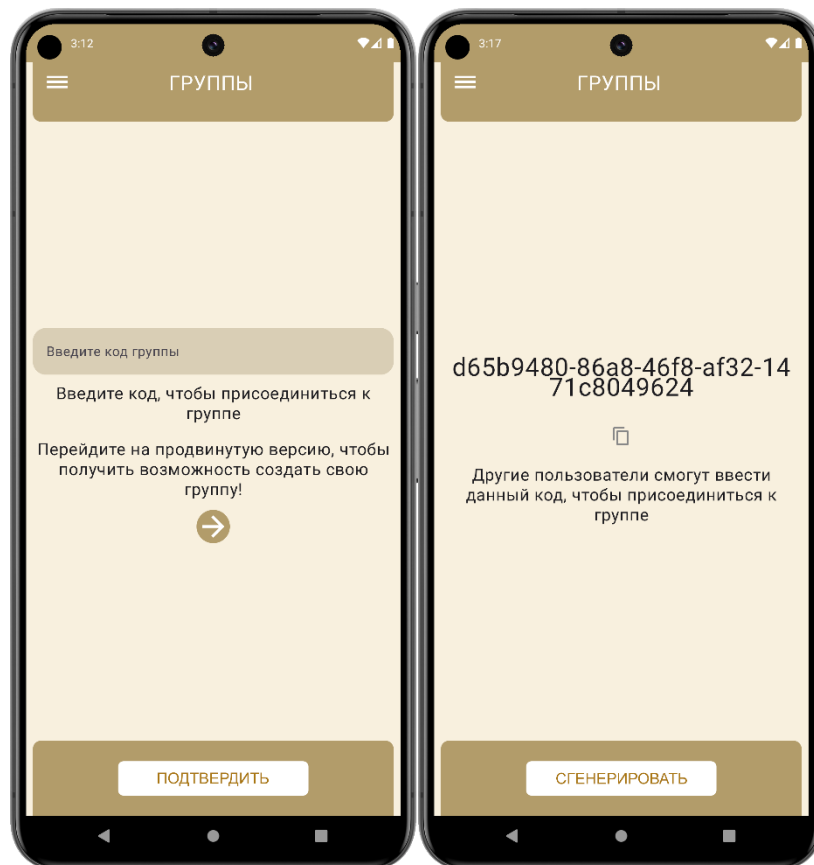 3:12
ГРУППЫ
Введите код группы
Введите код, чтобы присоединиться к
группе
Перейдите на продвинутую версию, чтобы
получить возможность создать свою
группу!
ПОДТВЕРДИТЬ
3:17
ГРУППЫ
d65b9480-86a8-46f8-af32-14
71c8049624
Другие пользователи смогут ввести
данный код, чтобы присоединиться к
группе
СГЕНЕРИРОВАТЬ